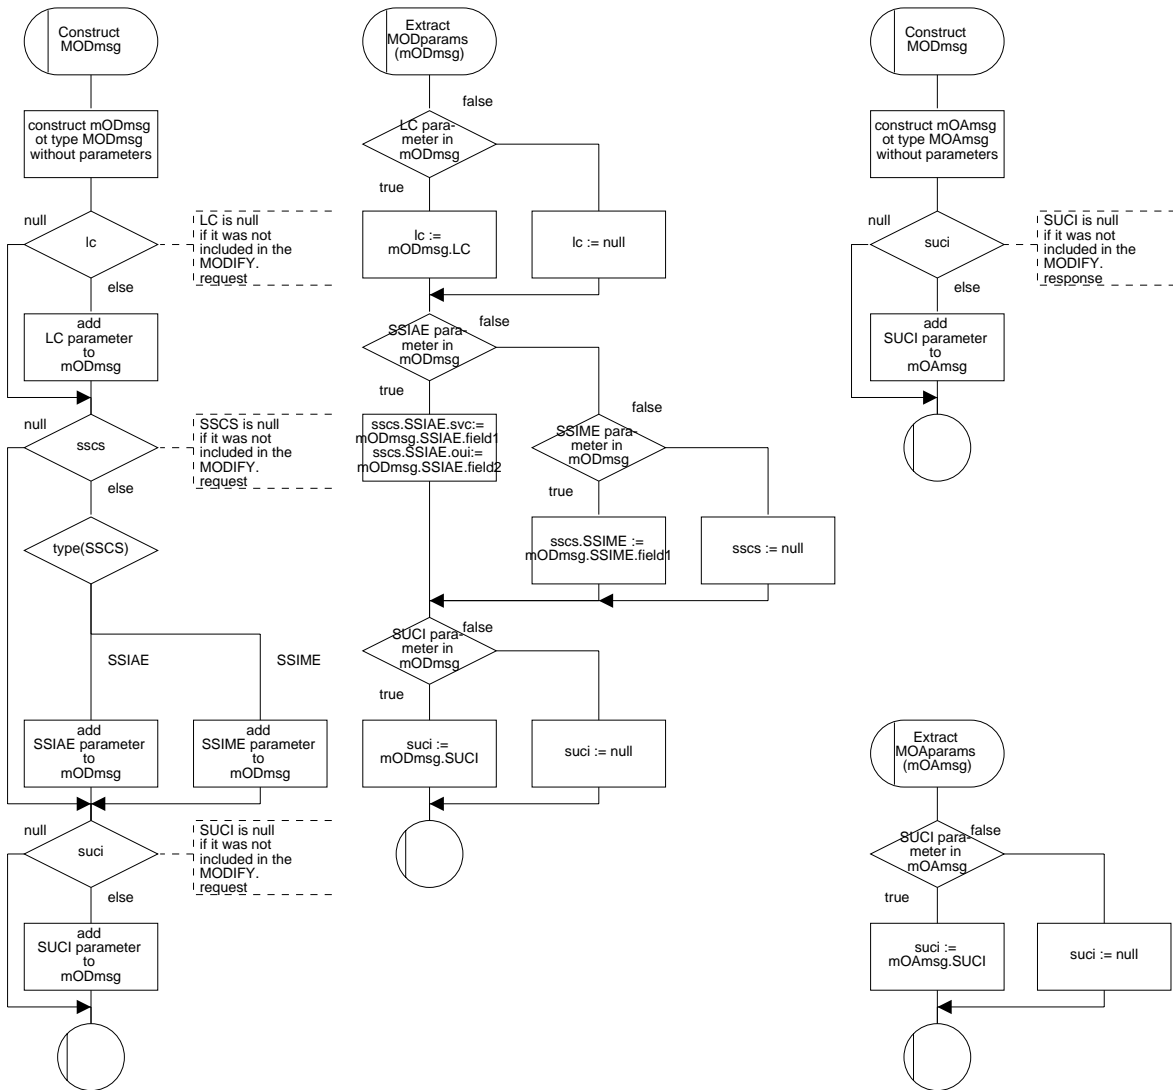 Construct
MODmsg
construct mODmsg
ot type MODmsg
without parameters
null
lc
LC is null
if it was not
included in the
MODIFY.
request
else
add
LC parameter
to
mODmsg
null
sscs
SSCS is null
if it was not
included in the
MODIFY.
request
else
type(SSCS)
SSIAE
SSIME
add
SSIAE parameter
to
mODmsg
add
SSIME parameter
to
mODmsg
null
suci
SUCI is null
if it was not
included in the
MODIFY.
request
else
add
SUCI parameter
to
mODmsg
Extract
MODparams
(mODmsg)
false
LC para-
meter in
mODmsg
true
lc :=
mODmsg.LC
lc := null
SSIAE para-
meter in
mODmsg
false
true
sscs.SSIAE.svc:=
mODmsg.SSIAE.field1
sscs.SSIAE.oui:=
mODmsg.SSIAE.field2
false
SSIME para-
meter in
mODmsg
true
sscs.SSIME :=
mODmsg.SSIME.field1
sscs := null
false
SUCI para-
meter in
mODmsg
true
suci :=
mODmsg.SUCI
suci := null
Construct
MODmsg
construct mOAmsg
ot type MOAmsg
without parameters
null
suci
SUCI is null
if it was not
included in the
MODIFY.
response
else
add
SUCI parameter
to
mOAmsg
Extract
MOAparams
(mOAmsg)
false
SUCI para-
meter in
mOAmsg
true
suci :=
mOAmsg.SUCI
suci := null